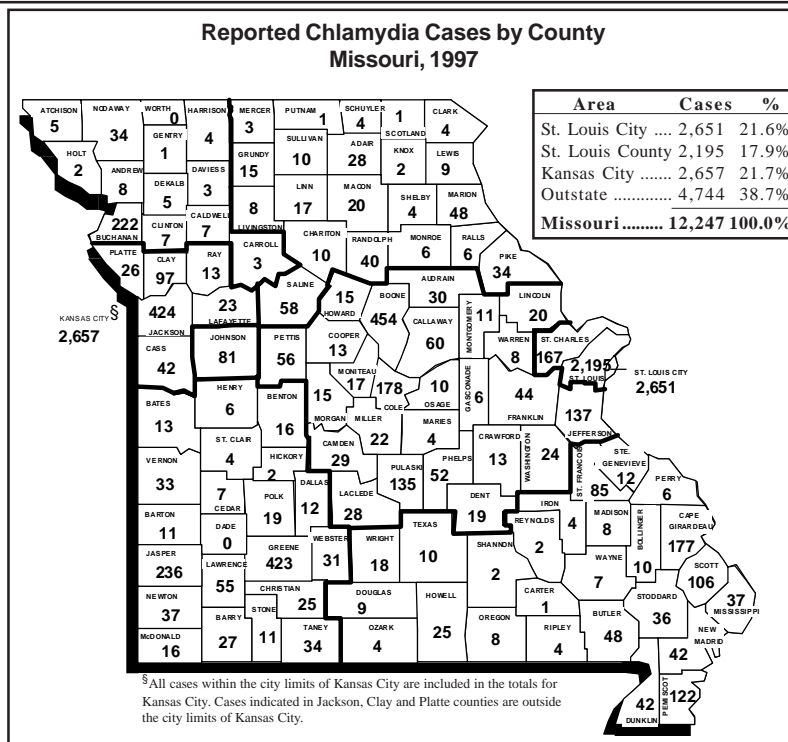 Reported Chlamydia Cases by County
Missouri, 1997
Area Cases %
St. Louis City .... 2,651 21.6%
St. Louis County 2,195 17.9%
Kansas City ....... 2,657 21.7%
Outstate ............. 4,744 38.7%
Missouri......... 12,247 100.0%
ATCHISON
5
NODAWAY
34
WORTH
0
HARRISON
4
MERCER
3
PUTNAM
1
SCHUYLER
4
1
SCOTLAND
CLARK
4
HOLT
2
ANDREW
8
GENTRY
1
DEKALB
5
DAVIESS
3
GRUNDY
15
SULLIVAN
10
ADAIR
28
KNOX
2
LEWIS
9
222
BUCHANAN
CLINTON
7
CALDWELL
7
8
LIVINGSTON
LINN
17
MACON
20
SHELBY
4
MARION
48
PLATTE
26
CLAY
97
RAY
13
CARROLL
3
CHARITON
10
RANDOLPH
40
MONROE
6
RALLS
6
PIKE
34
KANSAS CITY §
2,657
424
JACKSON
23
LAFAYETTE
SALINE
58
15
HOWARD
BOONE
454
AUDRAIN
30
CALLAWAY
60
MONTGOMERY
11
LINCOLN
20
WARREN
8
ST. CHARLES
167
2,195
ST. LOUIS
ST. LOUIS CITY
2,651
CASS
42
JOHNSON
81
PETTIS
56
COOPER
13
MONITEAU
17
178
COLE
10
OSAGE
GASCONADE
6
44
FRANKLIN
137
JEFFERSON
BATES
13
HENRY
6
BENTON
16
15
MORGAN
MILLER
22
MARIES
4
CRAWFORD
13
WASHINGTON
24
ST. FRANCOIS
85
STE.
GENEVIEVE
12
PERRY
6
VERNON
33
ST. CLAIR
4
HICKORY
2
CAMDEN
29
PULASKI
135
PHELPS
52
DENT
19
IRON
4
MADISON
8
BOLLINGER
10
CAPE
GIRARDEAU
177
BARTON
11
7
CEDAR
POLK
19
DALLAS
12
LACLEDE
28
TEXAS
10
REYNOLDS
2
DADE
0
GREENE
423
WEBSTER
31
WRIGHT
18
SHANNON
2
WAYNE
7
SCOTT
106
JASPER
236
LAWRENCE
55
CHRISTIAN
25
DOUGLAS
9
HOWELL
25
CARTER
1
STODDARD
36
37
MISSISSIPPI
NEWTON
37
BARRY
27
STONE
11
TANEY
34
OZARK
4
OREGON
8
RIPLEY
4
BUTLER
48
NEW
MADRID
42
McDONALD
16
42
DUNKLIN
PEMISCOT
122
§All cases within the city limits of Kansas City are included in the totals for
Kansas City. Cases indicated in Jackson, Clay and Platte counties are outside
the city limits of Kansas City.